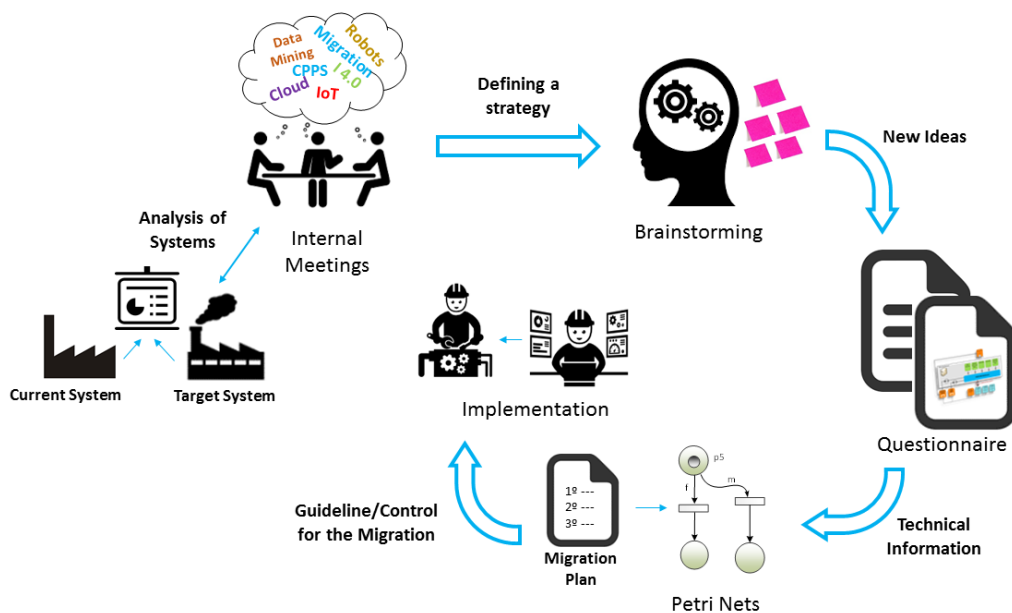 Data
Mining
Migration
Robots
CPPS
I 4.0
Cloud
IoT
Defining a
strategy
New Ideas
Analysis of
Systems
Internal
Meetings
Brainstorming
Current System
Target System
Implementation
Questionnaire
Guideline/Control
for the Migration
1º ---
2º ---
3º ---
Migration
Plan
p5
f
m
Petri Nets
Technical
Information